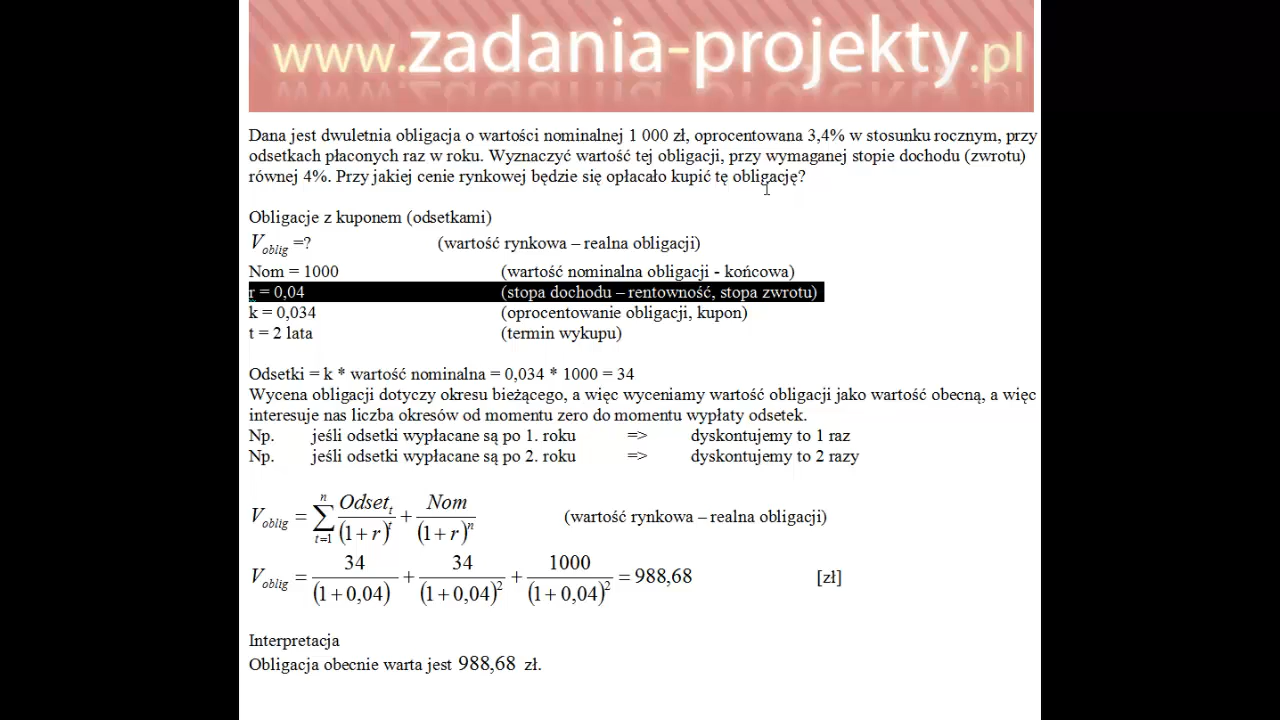 www.zadania-projekty.pl
Dana jest dwuletnia obligacja o wartości nominalnej 1 000 zł, oprocentowana 3,4% w stosunku rocznym, przy
odsetkach płaconych raz w roku. Wyznaczyć wartość tej obligacji, przy wymaganej stopie dochodu (zwrotu)
równej 4%. Przy jakiej cenie rynkowej będzie się opłacało kupić tę obligację?
Obligacje z kuponem (odsetkami)
V_oblig =? (wartość rynkowa – realna obligacji)
Nom = 1000 (wartość nominalna obligacji - końcowa)
r = 0,04 (stopa dochodu – rentowność, stopa zwrotu)
k = 0,034 (oprocentowanie obligacji, kupon)
t = 2 lata (termin wykupu)
Odsetki = k * wartość nominalna = 0,034 * 1000 = 34
Wycena obligacji dotyczy okresu bieżącego, a więc wyceniamy wartość obligacji jako wartość obecną, a więc
interesuje nas liczba okresów od momentu zero do momentu wypłaty odsetek.
Np. jeśli odsetki wypłacane są po 1. roku => dyskontujemy to 1 raz
Np. jeśli odsetki wypłacane są po 2. roku => dyskontujemy to 2 razy
V_oblig = ∑_{t=1}^{n} Odset_t/(1+r)^t + Nom/(1+r)^n (wartość rynkowa – realna obligacji)
V_oblig = 34/(1+0,04) + 34/(1+0,04)^2 + 1000/(1+0,04)^2 = 988,68 [zł]
Interpretacja
Obligacja obecnie warta jest 988,68 zł.